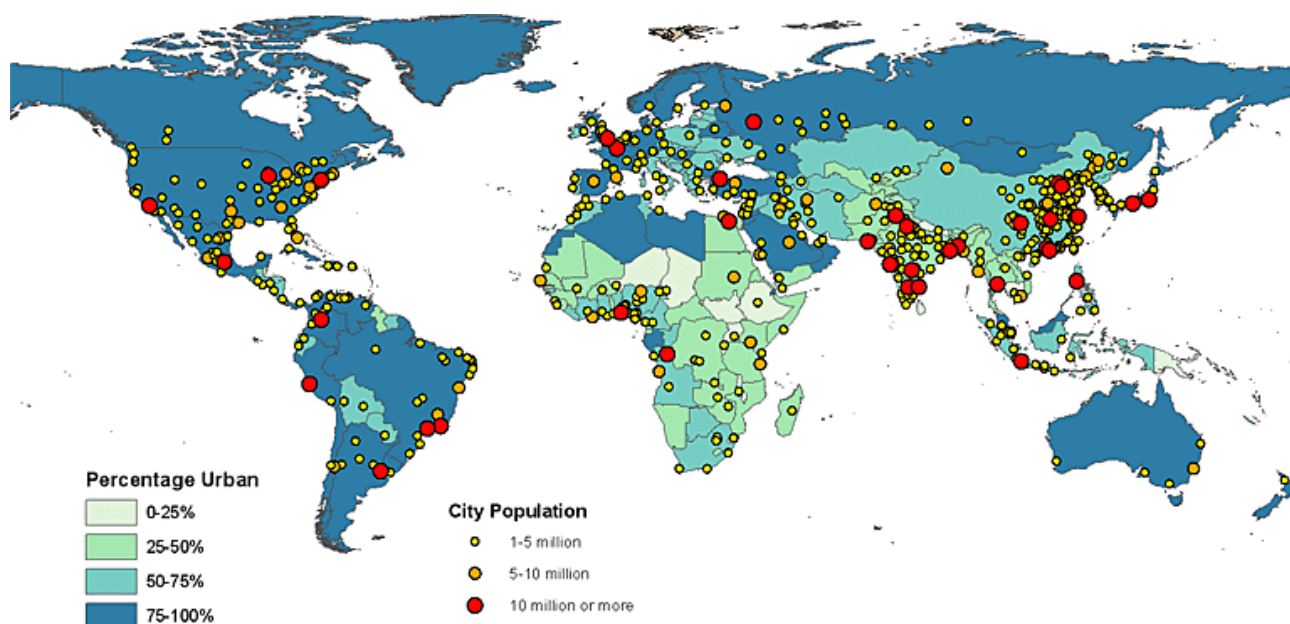 Percentage Urban
0-25%
25-50%
50-75%
75-100%
City Population
1-5 million
5-10 million
10 million or more